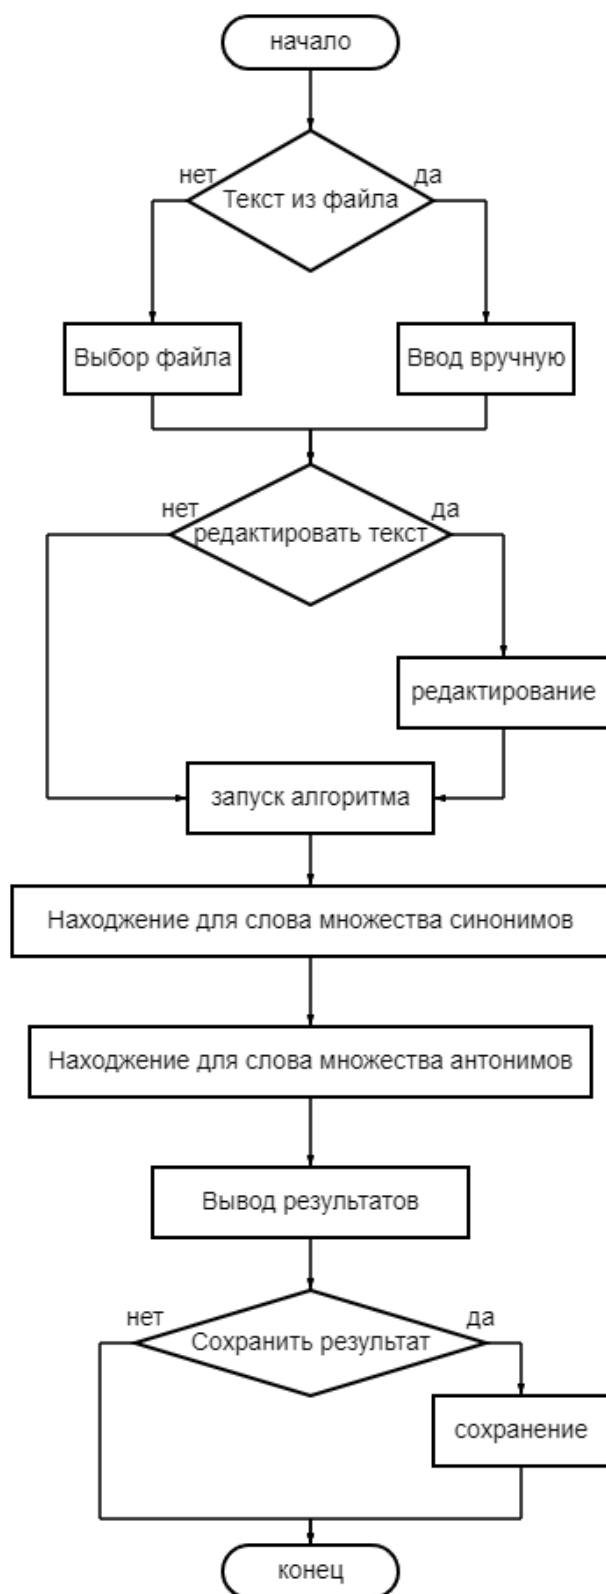 начало
нет
да
Текст из файла
Выбор файла
Ввод вручную
нет
да
редактировать текст
редактирование
запуск алгоритма
Находжение для слова множества синонимов
Находжение для слова множества антонимов
Вывод результатов
нет
да
Сохранить результат
сохранение
конец